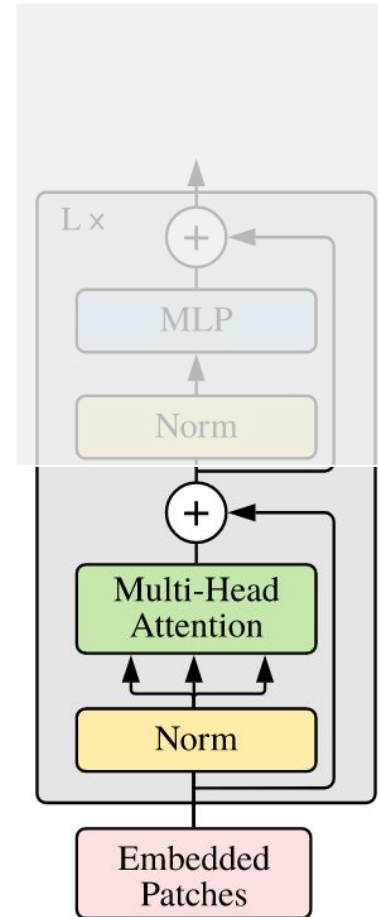 L ×
MLP
Norm
Multi-Head
Attention
Norm
Embedded
Patches